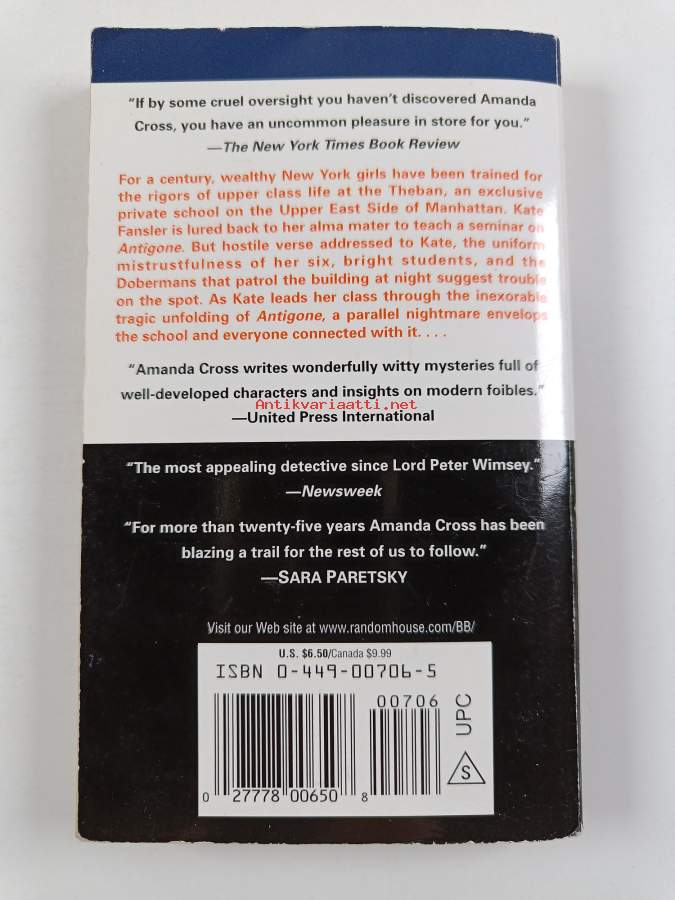 “If by some cruel oversight you haven’t discovered Amanda
Cross, you have an uncommon pleasure in store for you.”
—The New York Times Book Review
For a century, wealthy New York girls have been trained for
the rigors of upper class life at the Theban, an exclusive
private school on the Upper East Side of Manhattan. Kate
Fansler is lured back to her alma mater to teach a seminar on
Antigone. But hostile verse addressed to Kate, the uniform
mistrustfulness of her six, bright students, and the
Dobermans that patrol the building at night suggest trouble
on the spot. As Kate leads her class through the inexorable
tragic unfolding of Antigone, a parallel nightmare envelops
the school and everyone connected with it. . . .
“Amanda Cross writes wonderfully witty mysteries full of
well-developed characters and insights on modern foibles.”
Antikvariaatti.net
—United Press International
“The most appealing detective since Lord Peter Wimsey.”
—Newsweek
“For more than twenty-five years Amanda Cross has been
blazing a trail for the rest of us to follow.”
—SARA PARETSKY
Visit our Web site at www.randomhouse.com/BB/
U.S. $6.50/Canada $9.99
ISBN 0-449-00706-5
00706
UPC
S
0 27778 00650 8